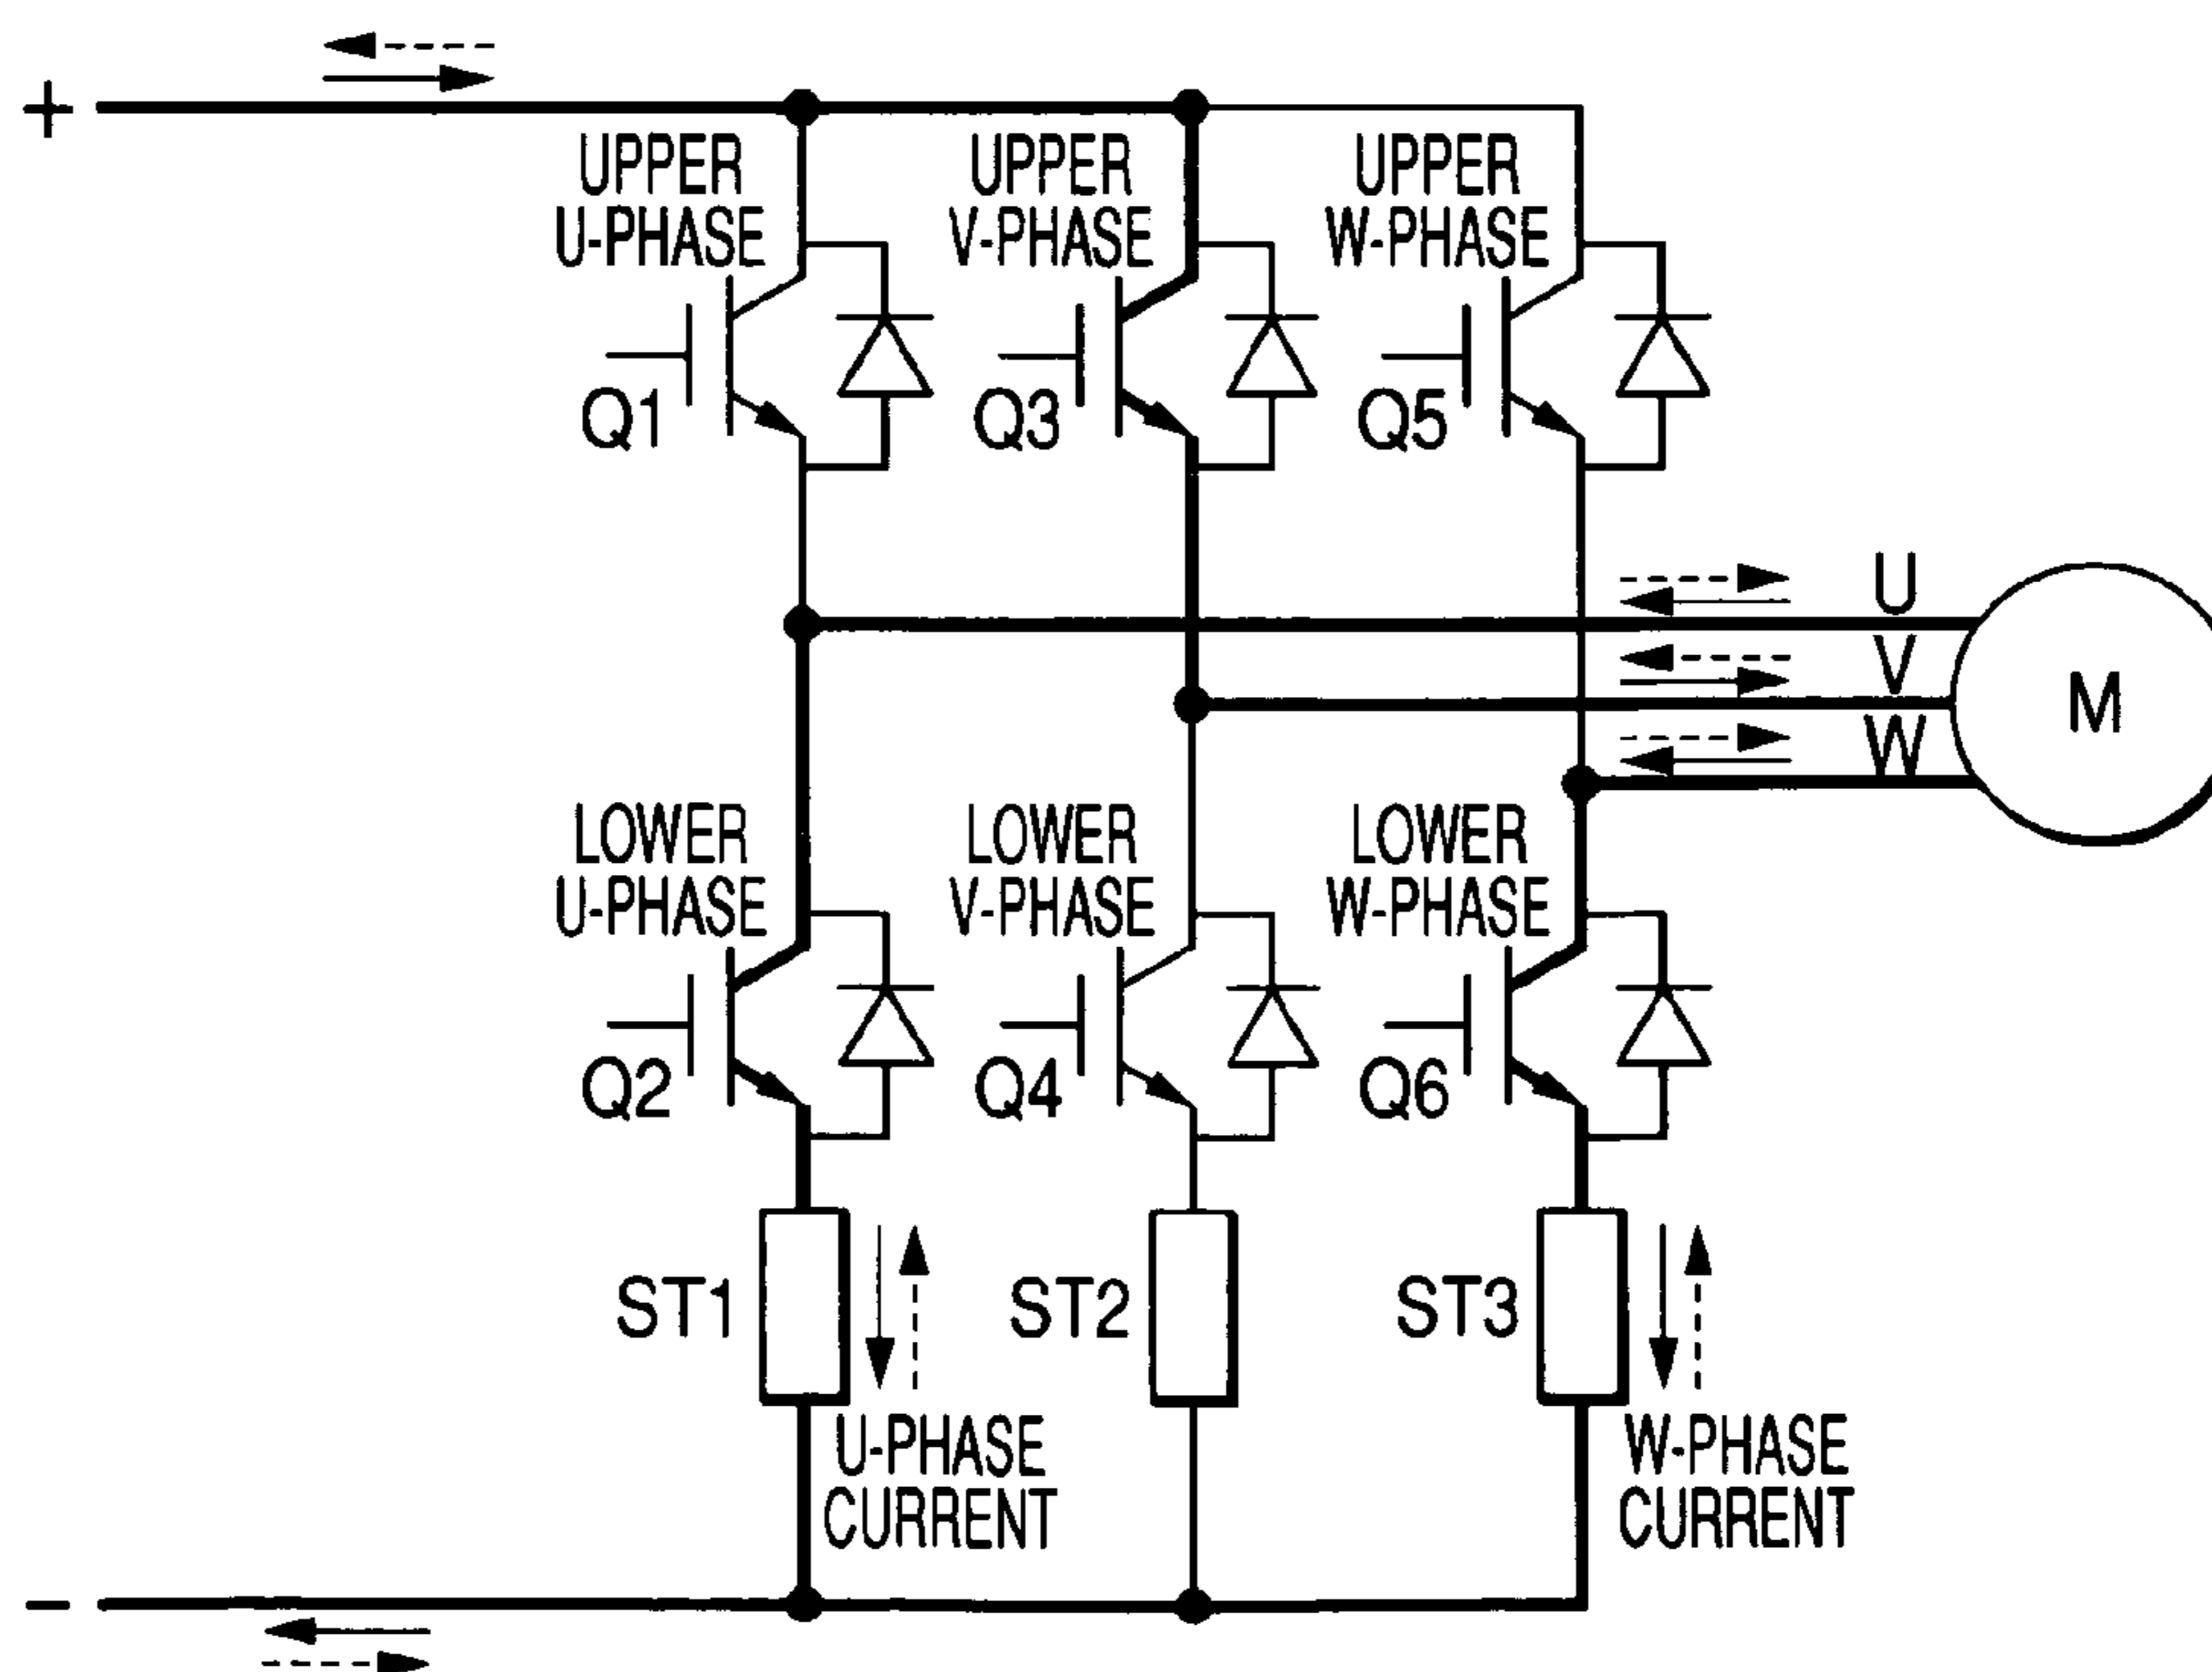 +
UPPER
U-PHASE
UPPER
V-PHASE
UPPER
W-PHASE
Q1
Q3
Q5
U
V
W
M
LOWER
U-PHASE
LOWER
V-PHASE
LOWER
W-PHASE
Q2
Q4
Q6
ST1
ST2
ST3
U-PHASE
CURRENT
W-PHASE
CURRENT
−